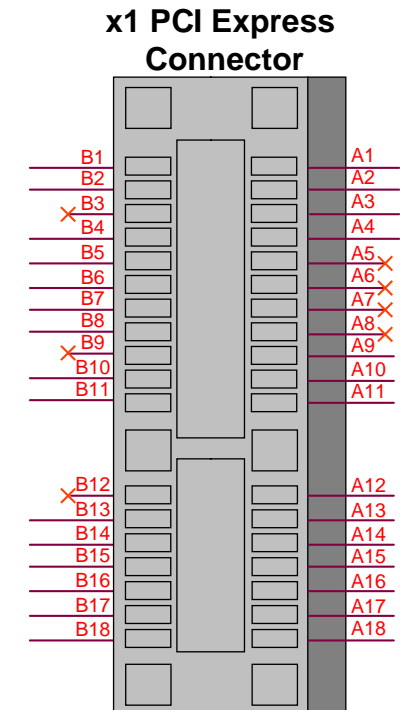 x1 PCI Express
Connector
B1 A1
B2 A2
B3 A3
B4 A4
B5 A5
B6 A6
B7 A7
B8 A8
B9 A9
B10 A10
B11 A11
B12 A12
B13 A13
B14 A14
B15 A15
B16 A16
B17 A17
B18 A18